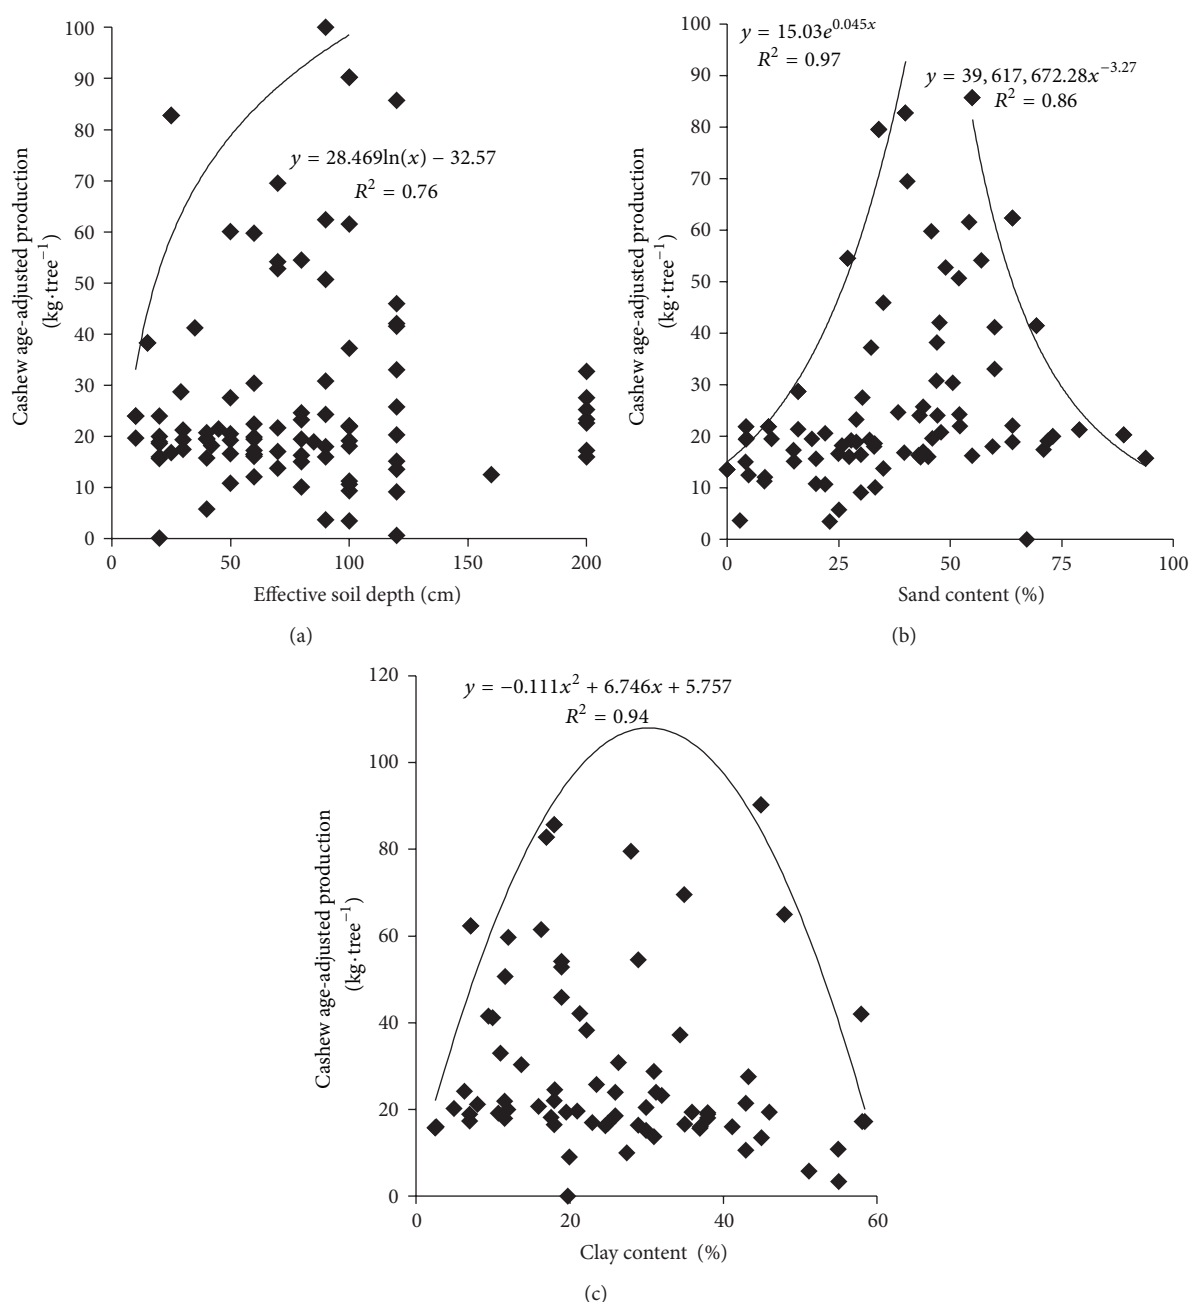 100
90
80
70
60
50
40
30
20
10
0
Cashew age-adjusted production
(kg·tree⁻¹)
y = 28.469ln(x) − 32.57
R² = 0.76
0 50 100 150 200
Effective soil depth (cm)
(a)
100
90
80
70
60
50
40
30
20
10
0
Cashew age-adjusted production
(kg·tree⁻¹)
y = 15.03e^0.045x
R² = 0.97
y = 39, 617, 672.28x^−3.27
R² = 0.86
0 25 50 75 100
Sand content (%)
(b)
120
100
80
60
40
20
0
Cashew age-adjusted production
(kg·tree⁻¹)
y = −0.111x² + 6.746x + 5.757
R² = 0.94
0 20 40 60
Clay content (%)
(c)